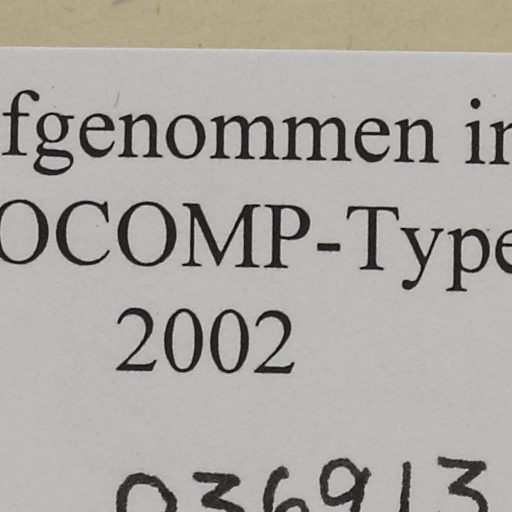 fgenommen in
OCOMP-Type
2002
036913